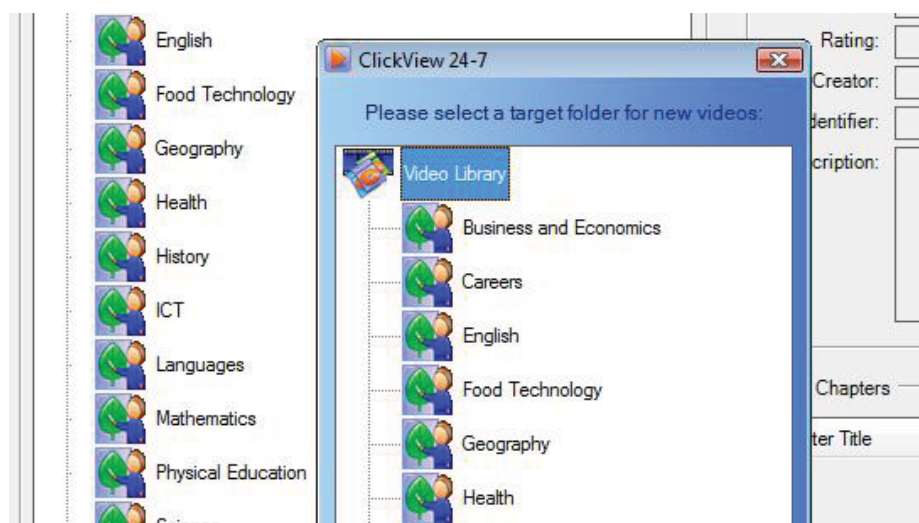 English
Food Technology
Geography
Health
History
ICT
Languages
Mathematics
Physical Education
ClickView 24-7
Please select a target folder for new videos:
Video Library
Business and Economics
Careers
English
Food Technology
Geography
Health
Rating:
Creator:
dentifier:
cription:
Chapters
ter Title